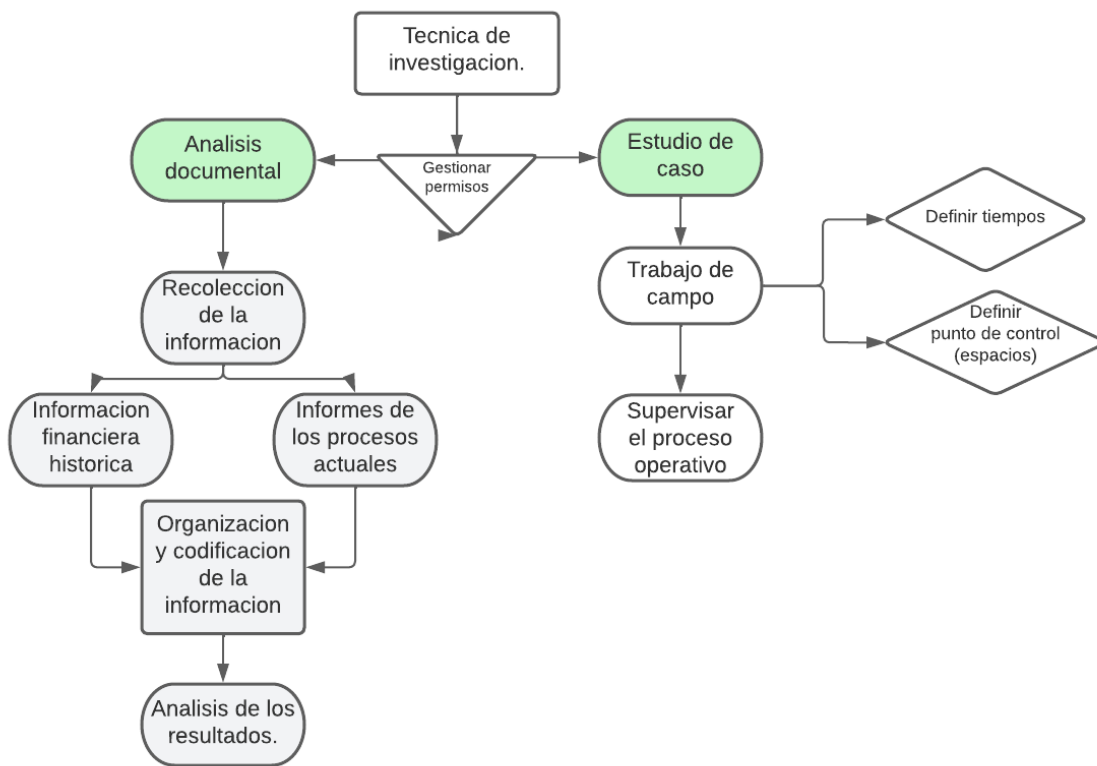 Tecnica de
investigacion.
Analisis
documental
Gestionar
permisos
Estudio de
caso
Definir tiempos
Trabajo de
campo
Definir
punto de control
(espacios)
Recoleccion
de la
informacion
Informacion
financiera
historica
Informes de
los procesos
actuales
Supervisar
el proceso
operativo
Organizacion
y codificacion
de la
informacion
Analisis de los
resultados.